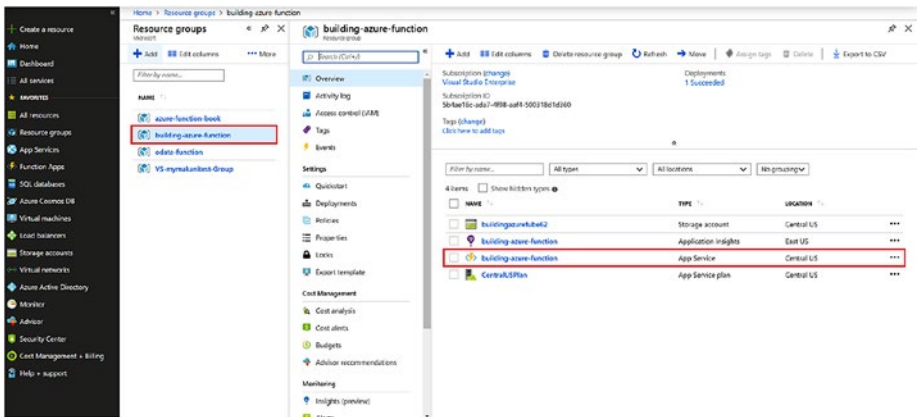 Home > Resource groups > building-azure-function
Create a resource
Home
Dashboard
All services
FAVORITES
All resources
Resource groups
App Services
Function Apps
SQL databases
Azure Cosmos DB
Virtual machines
Load balancers
Storage accounts
Virtual networks
Azure Active Directory
Monitor
Advisor
Security Center
Cost Management + Billing
Help + support
Resource groups
Microsoft
Add Edit columns More
Filter by name...
NAME
azure-function-book
building-azure-function
odata-function
VS-mymakanitest-Group
building-azure-function
Resource group
Search (Ctrl+/)
Overview
Activity log
Access control (IAM)
Tags
Events
Settings
Quickstart
Deployments
Policies
Properties
Locks
Export template
Cost Management
Cost analysis
Cost alerts
Budgets
Advisor recommendations
Monitoring
Insights (preview)
Alerts
Add Edit columns Delete resource group Refresh Move Assign tags Delete Export to CSV
Subscription (change)
Visual Studio Enterprise
Deployments
1 Succeeded
Subscription ID
Tags (change)
Click here to add tags
Filter by name... All types All locations No grouping
4 items Show hidden types
NAME TYPE LOCATION
buildingazurefub62 Storage account Central US
building-azure-function Application Insights East US
building-azure-function App Service Central US
CentralUSPlan App Service plan Central US